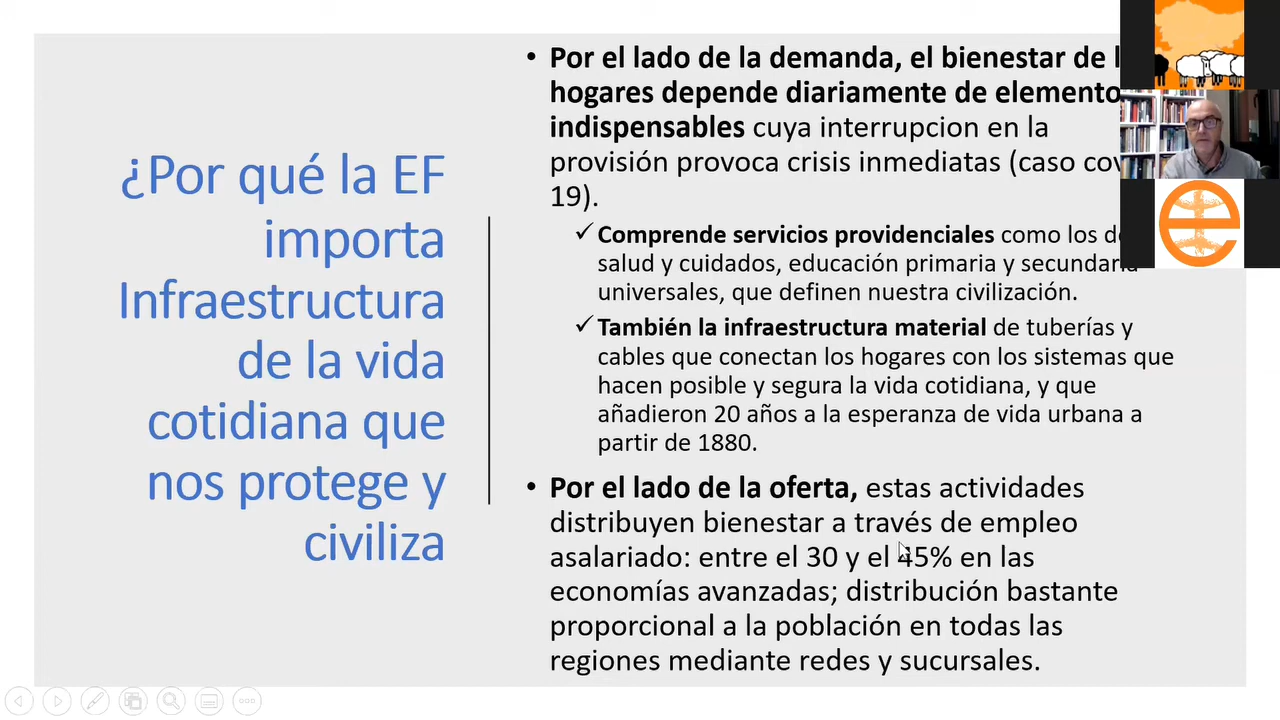 ¿Por qué la EF
importa
Infraestructura
de la vida
cotidiana que
nos protege y
civiliza
• Por el lado de la demanda, el bienestar de
hogares depende diariamente de elemento
indispensables cuya interrupcion en la
provisión provoca crisis inmediatas (caso
19).
✓ Comprende servicios providenciales como los
salud y cuidados, educación primaria y secundaria
universales, que definen nuestra civilización.
✓ También la infraestructura material de tuberías y
cables que conectan los hogares con los sistemas que
hacen posible y segura la vida cotidiana, y que
añadieron 20 años a la esperanza de vida urbana a
partir de 1880.
• Por el lado de la oferta, estas actividades
distribuyen bienestar a través de empleo
asalariado: entre el 30 y el 45% en las
economías avanzadas; distribución bastante
proporcional a la población en todas las
regiones mediante redes y sucursales.